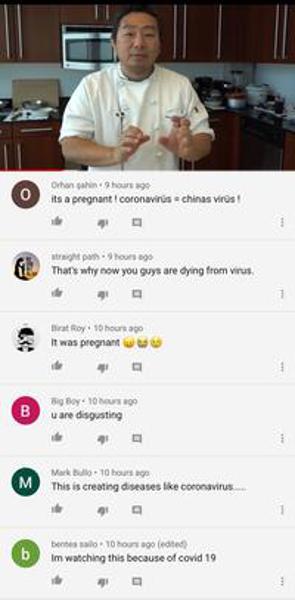 O
Orhan şahin • 9 hours ago
its a pregnant ! coronavirüs = chinas virüs !
straight path • 9 hours ago
That's why now you guys are dying from virus.
Birat Roy • 10 hours ago
It was pregnant 😛😭😢
B
Big Boy • 10 hours ago
u are disgusting
M
Mark Bullo • 10 hours ago
This is creating diseases like coronavirus.....
b
bentea sailo • 10 hours ago (edited)
Im watching this because of covid 19